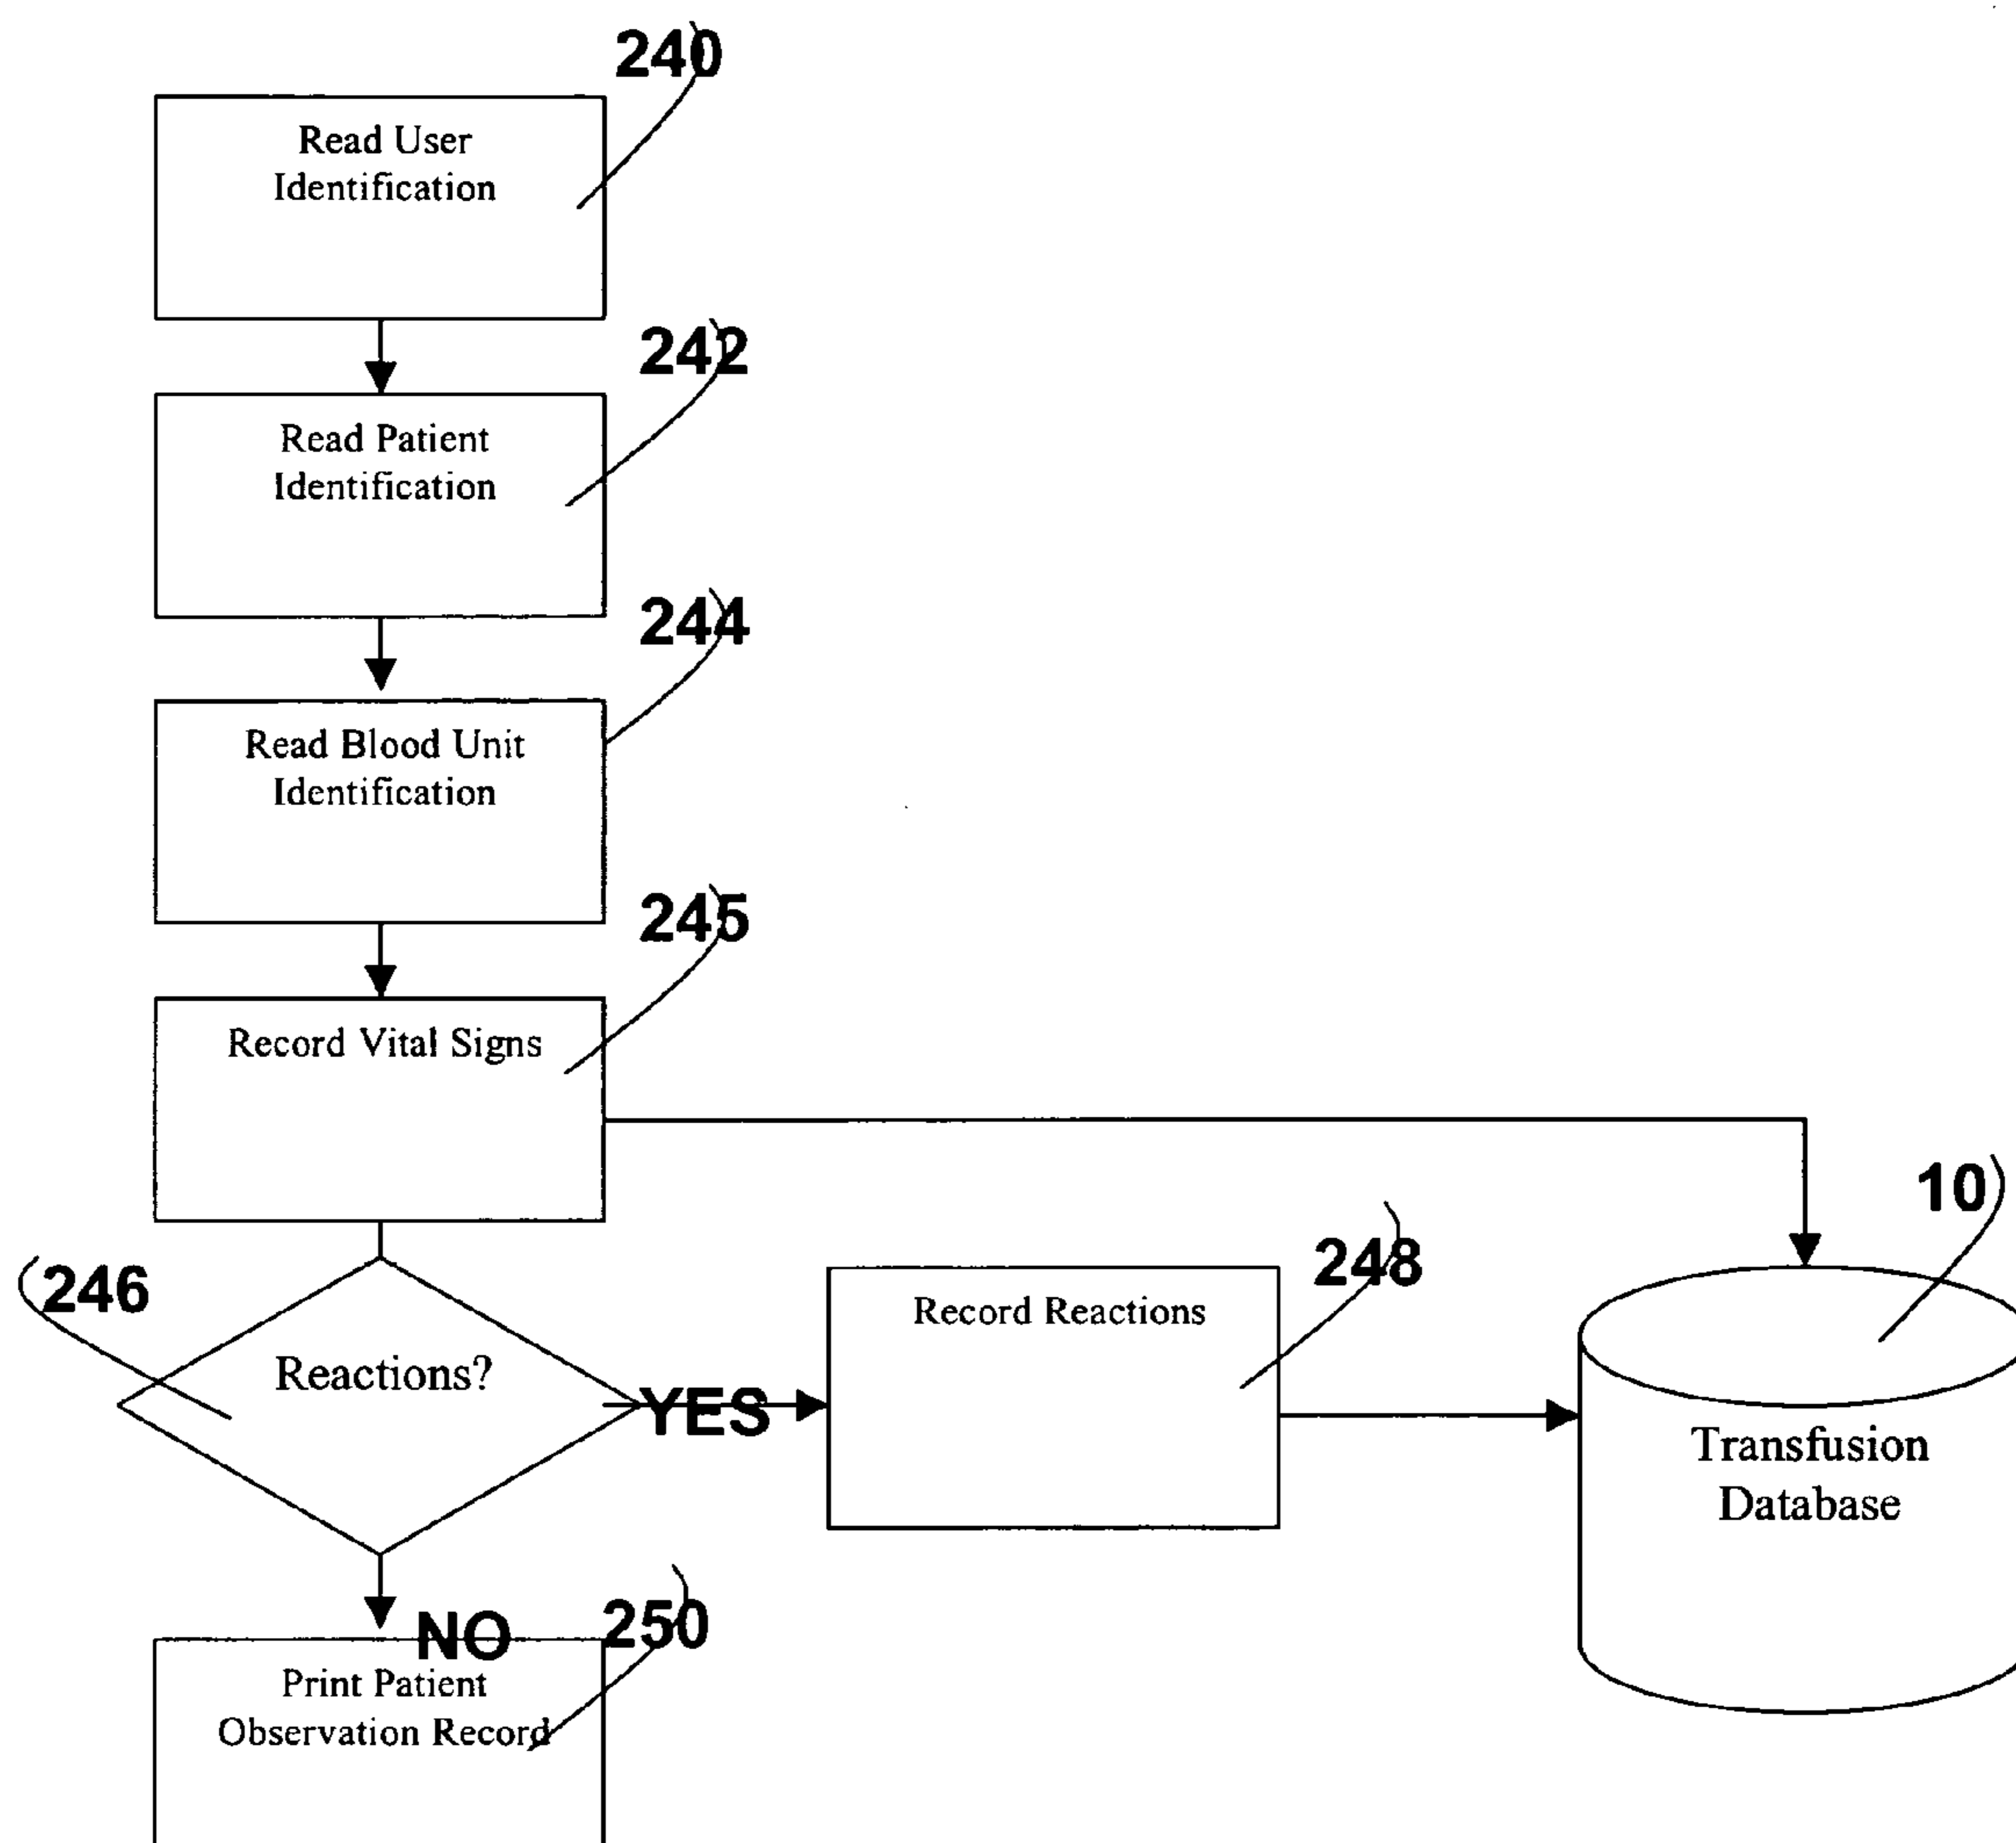 240
Read User
Identification
242
Read Patient
Identification
244
Read Blood Unit
Identification
245
Record Vital Signs
10
246
248
Record Reactions
Reactions?
YES
Transfusion
Database
NO
250
Print Patient
Observation Record